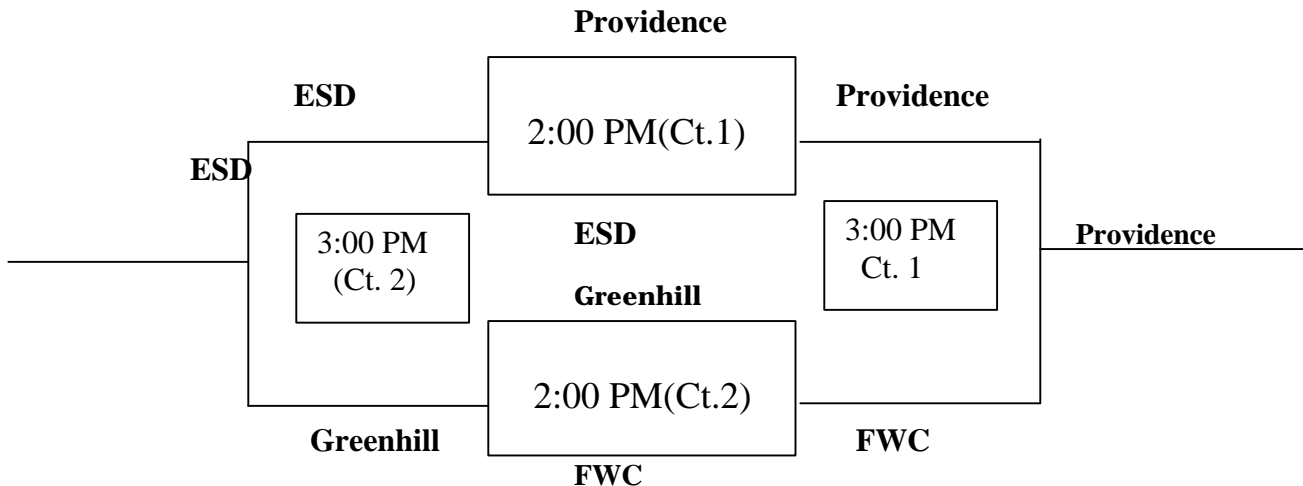 Providence
ESD
Providence
2:00 PM(Ct.1)
ESD
3:00 PM
(Ct. 2)
ESD
3:00 PM
Ct. 1
Providence
Greenhill
2:00 PM(Ct.2)
Greenhill
FWC
FWC